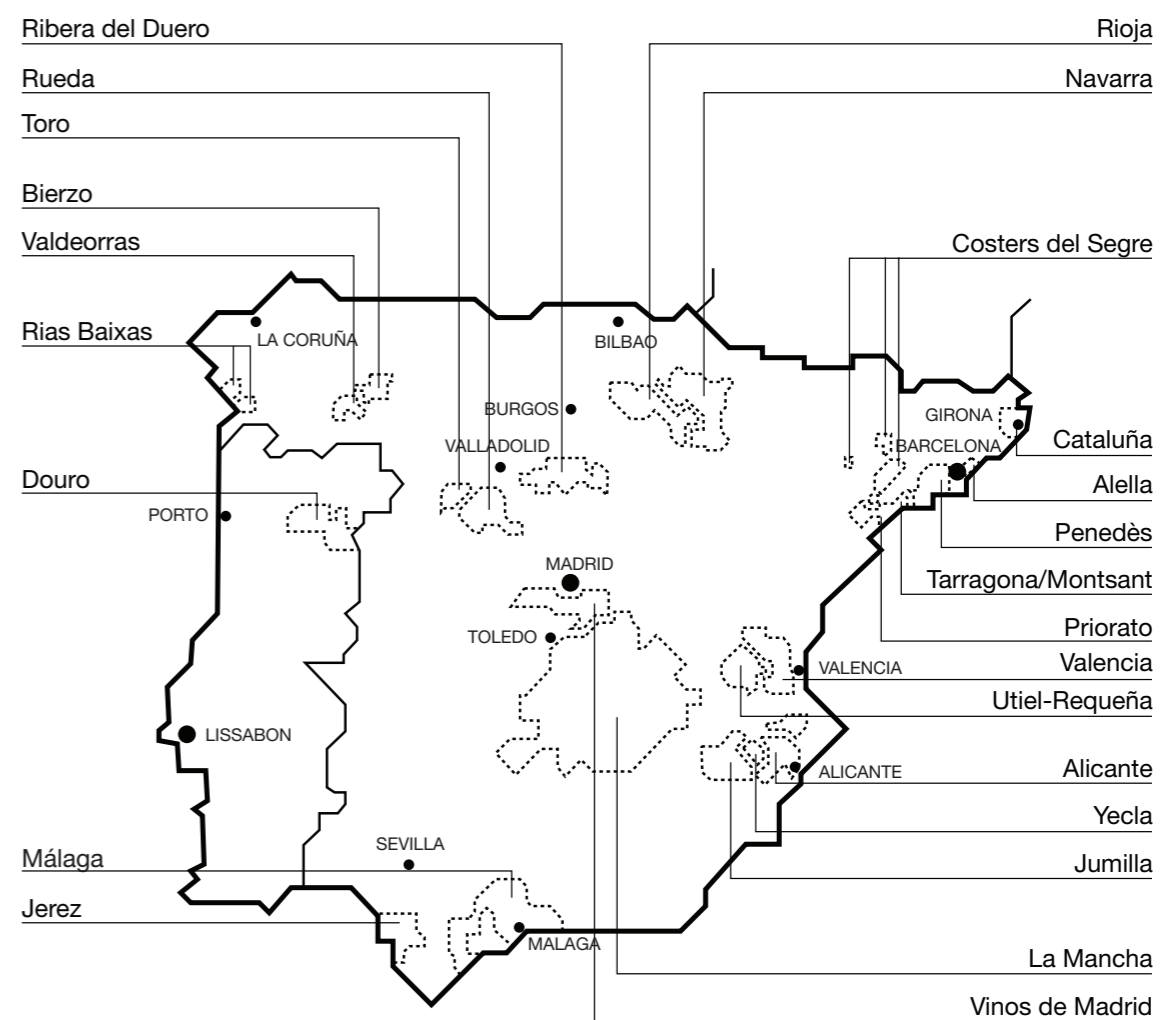 Ribera del Duero
Rioja
Rueda
Navarra
Toro
Bierzo
Valdeorras
Costers del Segre
Rias Baixas
LA CORUÑA
BILBAO
BURGOS
GIRONA
VALLADOLID
BARCELONA
Cataluña
Douro
Alella
PORTO
Penedès
MADRID
Tarragona/Montsant
TOLEDO
Priorato
VALENCIA
Valencia
Utiel-Requeña
LISSABON
ALICANTE
Alicante
Yecla
SEVILLA
Málaga
Jumilla
Jerez
MALAGA
La Mancha
Vinos de Madrid